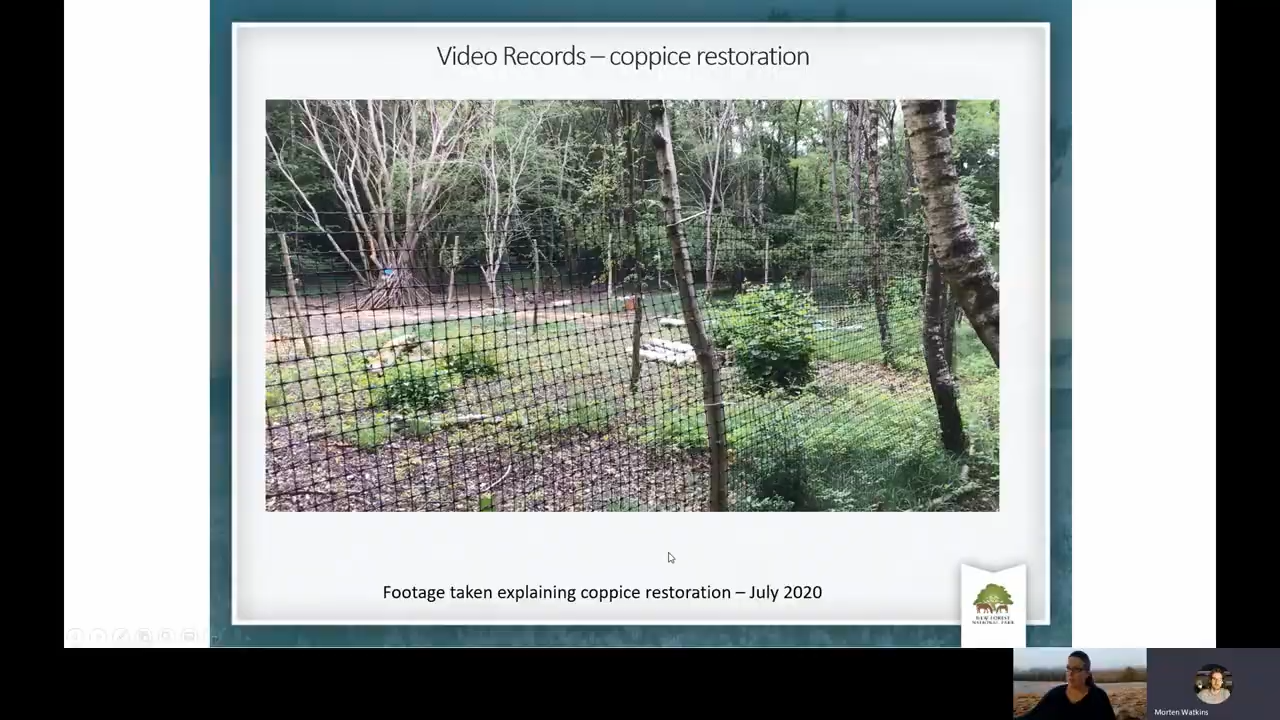 Video Records – coppice restoration
Footage taken explaining coppice restoration – July 2020
NEW FOREST
NATIONAL PARK
Morten Watkins